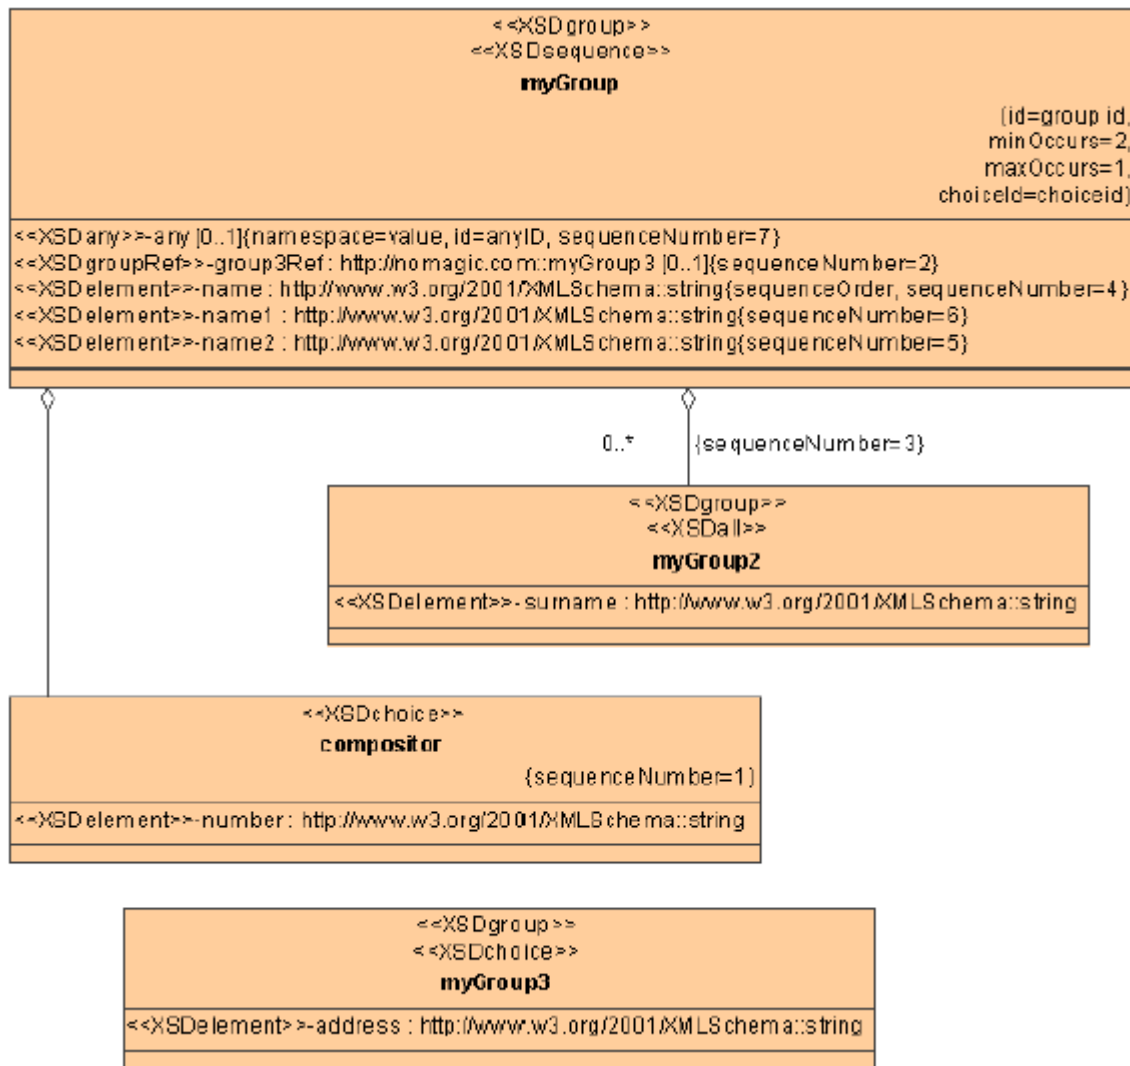 <<XSDgroup>>
<<XSDsequence>>
myGroup
{id=group id,
minOccurs=2,
maxOccurs=1,
choiceId=choiceid}
<<XSDany>>-any [0..1]{namespace=value, id=anyID, sequenceNumber=7}
<<XSDgroupRef>>-group3Ref : http://nomagic.com::myGroup3 [0..1]{sequenceNumber=2}
<<XSDelement>>-name : http://www.w3.org/2001/XMLSchema::string{sequenceOrder, sequenceNumber=4}
<<XSDelement>>-name1 : http://www.w3.org/2001/XMLSchema::string{sequenceNumber=6}
<<XSDelement>>-name2 : http://www.w3.org/2001/XMLSchema::string{sequenceNumber=5}
0..* {sequenceNumber=3}
<<XSDgroup>>
<<XSDall>>
myGroup2
<<XSDelement>>-surname : http://www.w3.org/2001/XMLSchema::string
<<XSDchoice>>
compositor
{sequenceNumber=1}
<<XSDelement>>-number : http://www.w3.org/2001/XMLSchema::string
<<XSDgroup>>
<<XSDchoice>>
myGroup3
<<XSDelement>>-address : http://www.w3.org/2001/XMLSchema::string